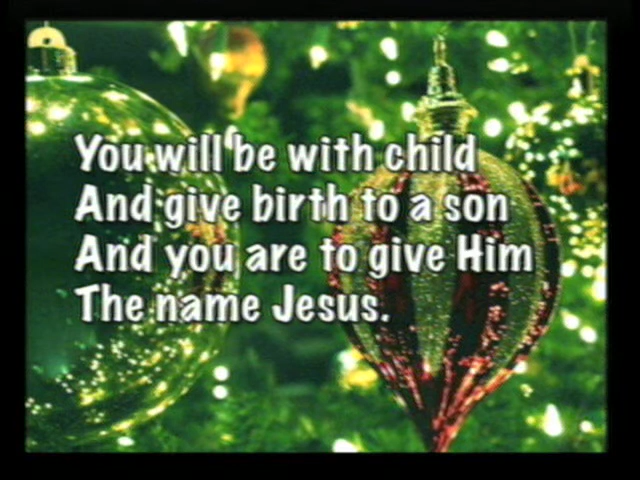 You will be with child
And give birth to a son
And you are to give Him
The name Jesus.